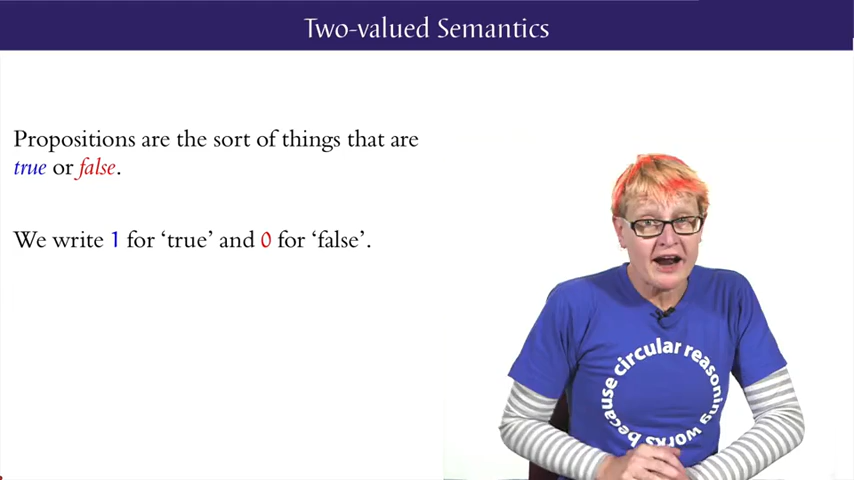 Two-valued Semantics
Propositions are the sort of things that are
true or false.
We write 1 for ‘true’ and 0 for ‘false’.
circular reasoning works because